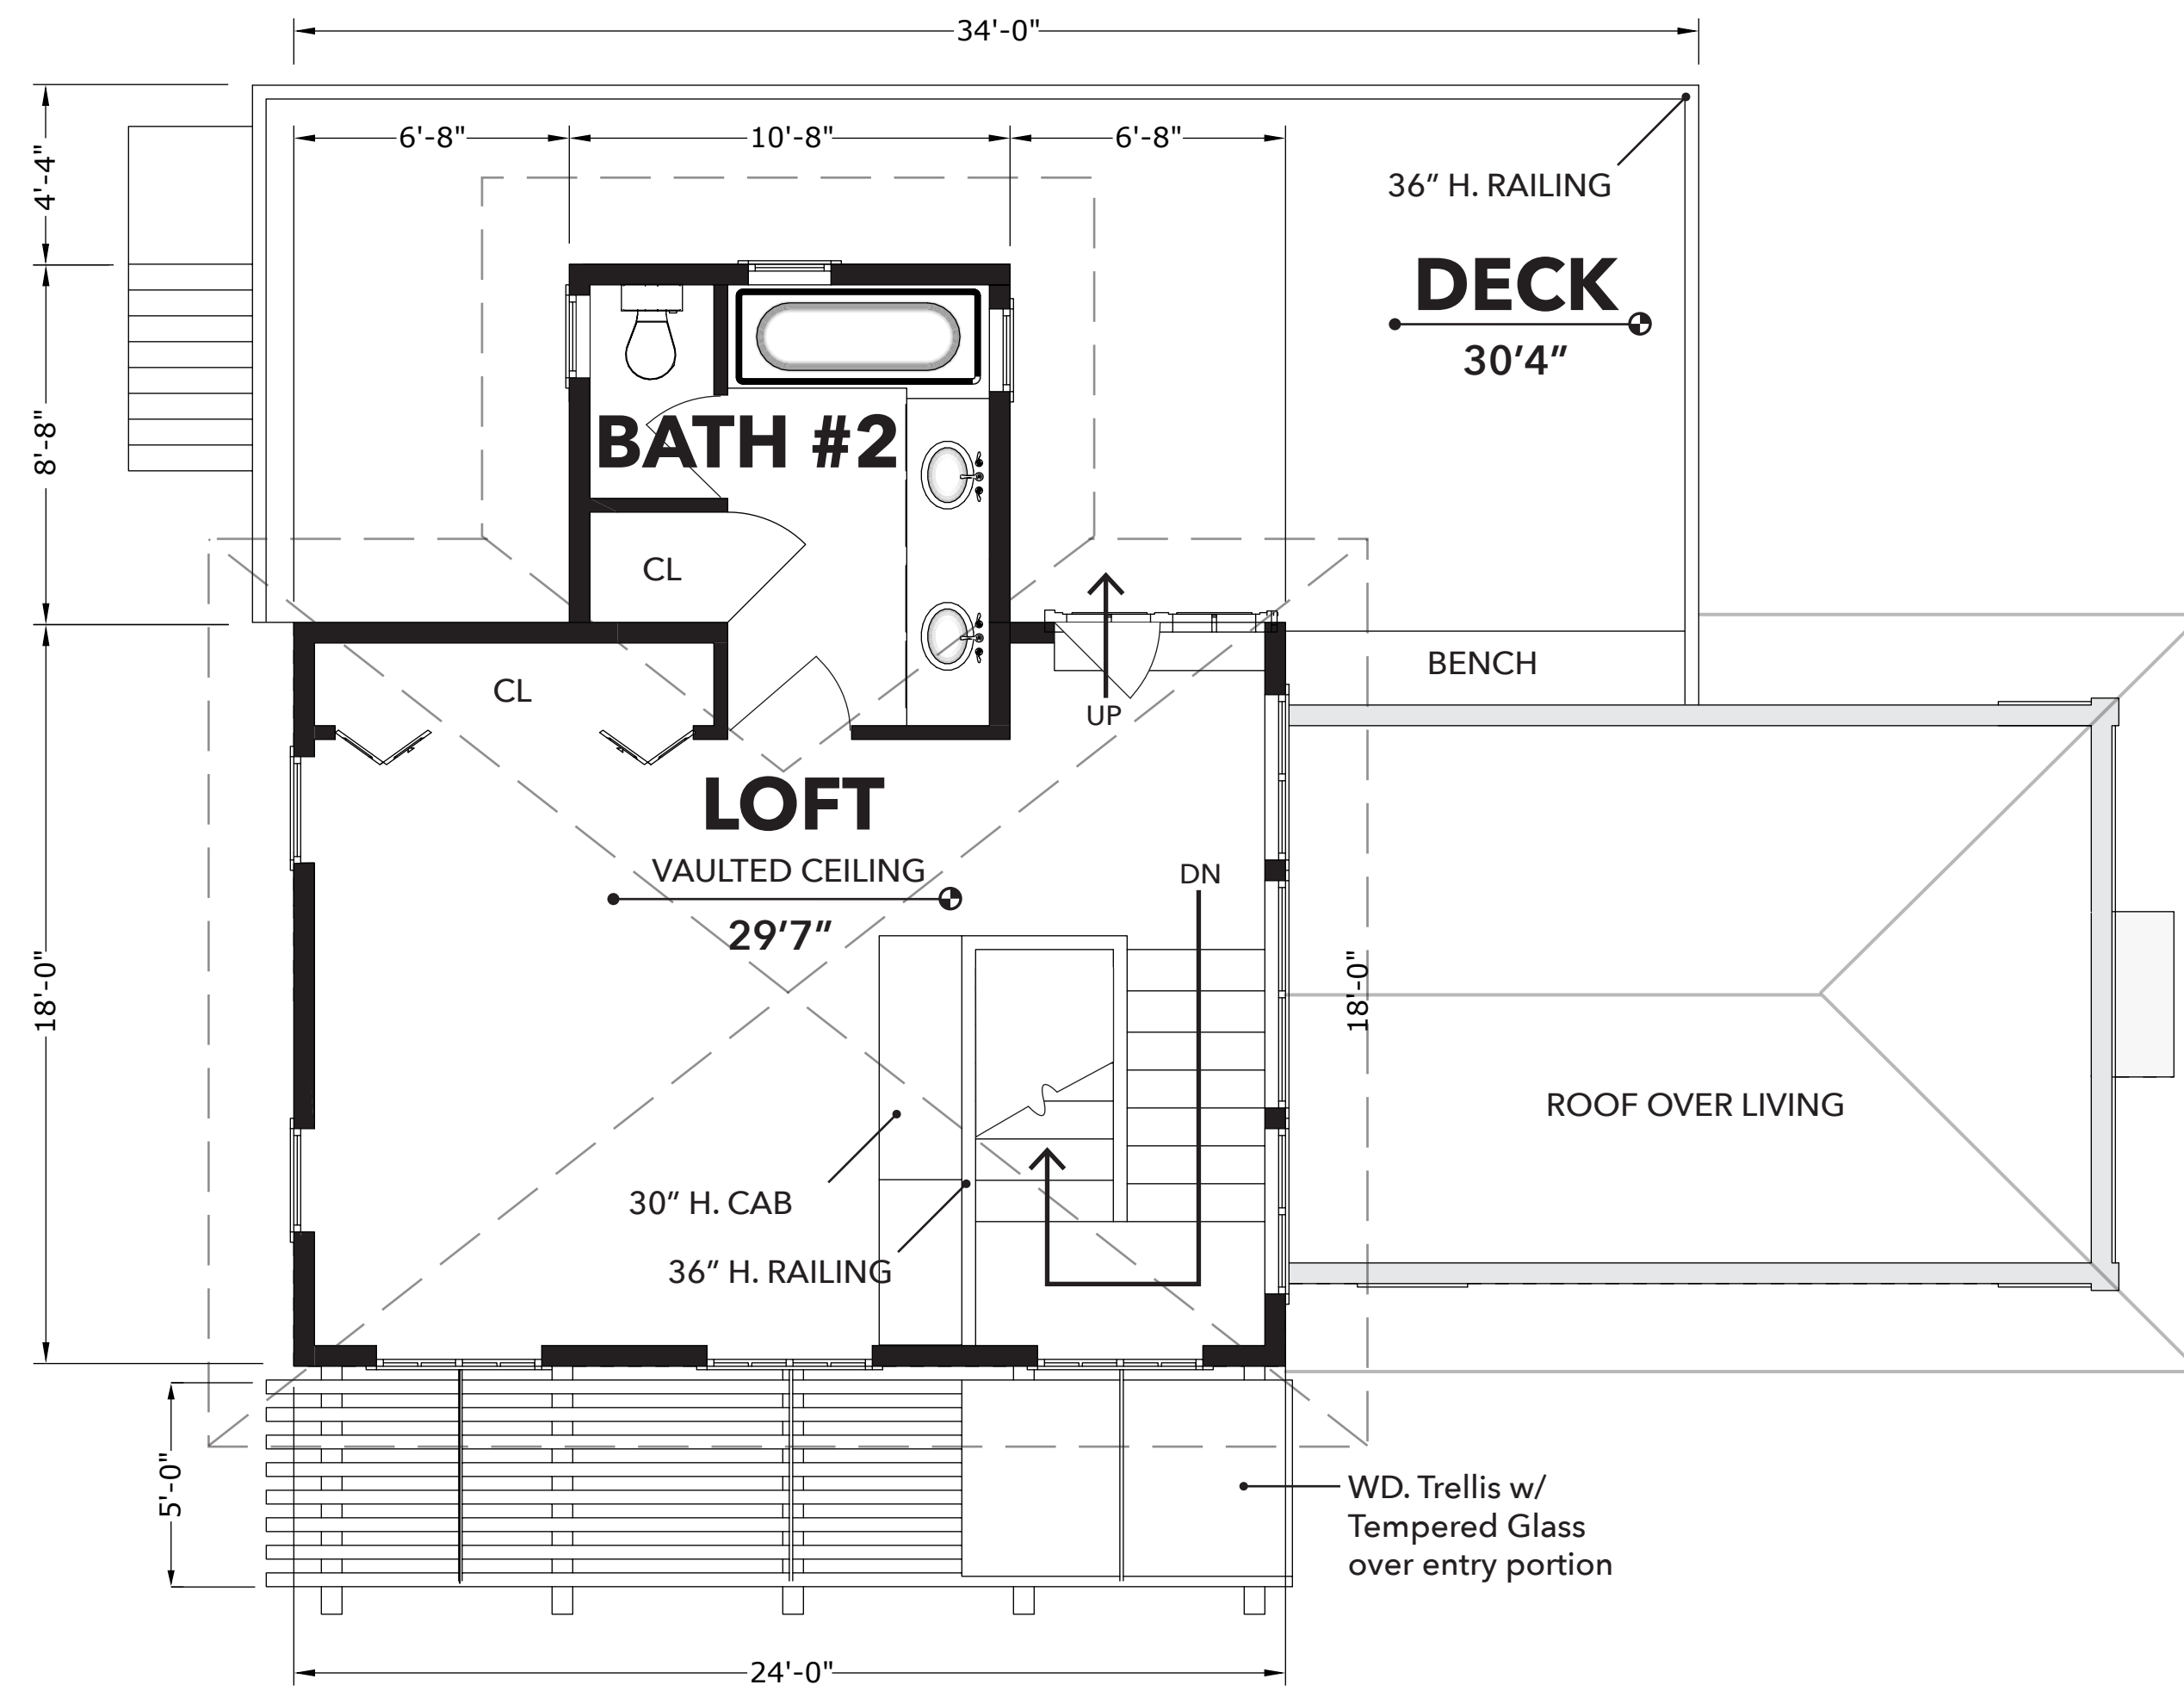 34'-0"
6'-8"
10'-8"
6'-8"
4'-4"
36” H. RAILING
DECK
30’4”
8'-8"
BATH #2
CL
BENCH
CL
UP
LOFT
VAULTED CEILING
29’7”
DN
18'-0"
18'-0"
ROOF OVER LIVING
30” H. CAB
36” H. RAILING
5'-0"
WD. Trellis w/
Tempered Glass
over entry portion
24'-0"